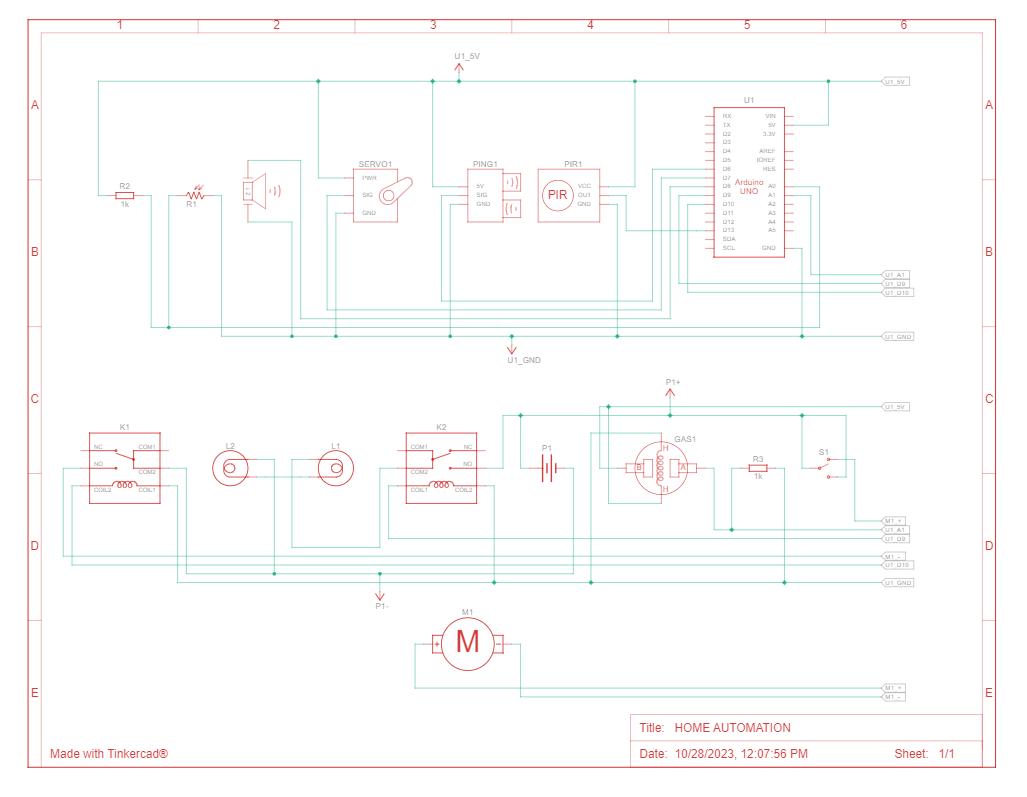 1 2 3 4 5 6
U1_5V
U1_5V
A A
U1
RX VIN
TX 5V
D2 3.3V
D3
D4 AREF
D5 IOREF
D6 RES
D7
D8 A0
D9 A1
D10 A2
D11 A3
D12 A4
D13 A5
SDA
SCL GND
Arduino
UNO
SERVO1
PWR
SIG
GND
PING1
5V
SIG
GND
PIR1
PIR
VCC
OUT
GND
R2
1k
R1
B B
U1_A1
U1_D9
U1_D10
U1_GND
U1_GND
P1+
C C
U1_5V
K1
NC COM1
NO COM2
COIL2 COIL1
L2
L1
K2
COM1 NC
COM2 NO
COIL1 COIL2
P1
GAS1
H
B A
H
R3
1k
S1
D D
M1_+
U1_A1
U1_D9
M1_-
U1_D10
U1_GND
P1-
M1
+ M -
E E
M1_+
M1_-
Title: HOME AUTOMATION
Made with Tinkercad®
Date: 10/28/2023, 12:07:56 PM Sheet: 1/1